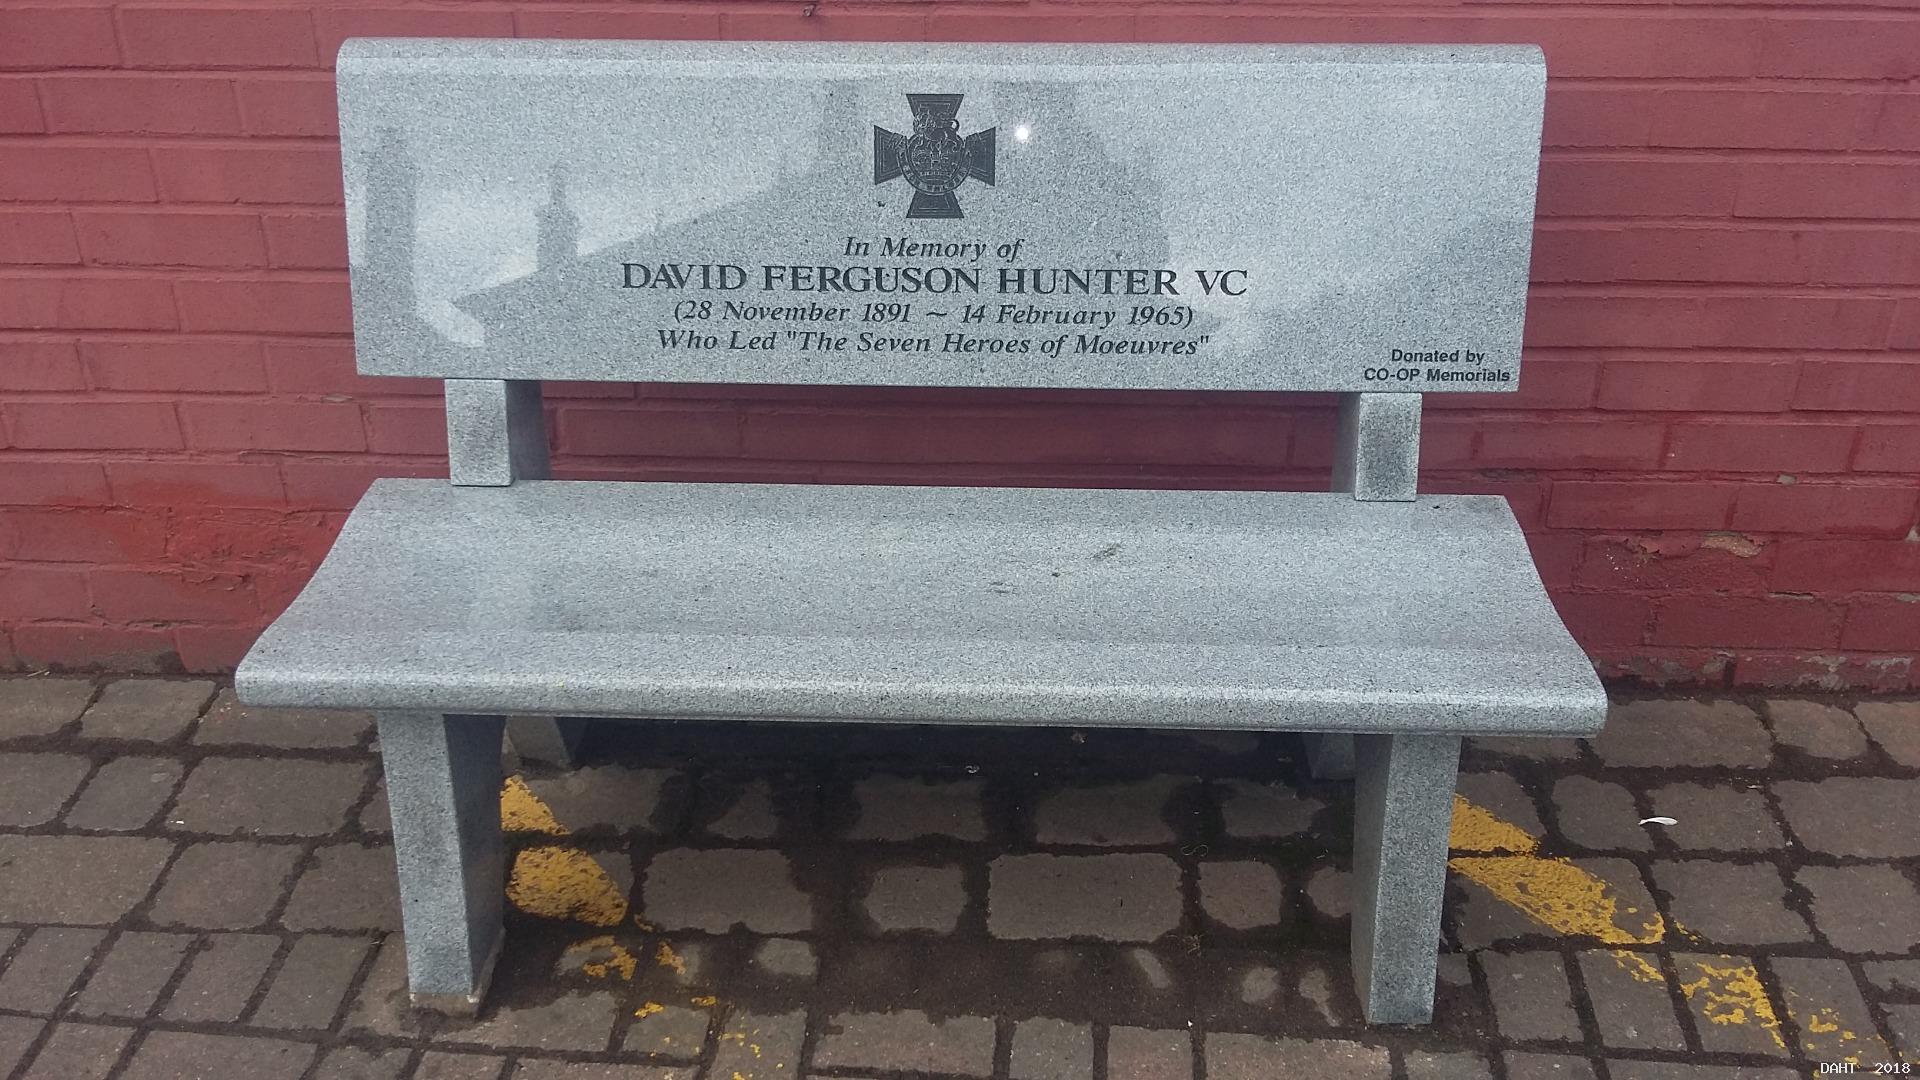 In Memory of
DAVID FERGUSON HUNTER VC
(28 November 1891 ~ 14 February 1965)
Who Led "The Seven Heroes of Moeuvres"
Donated by
CO-OP Memorials
DAHT 2018